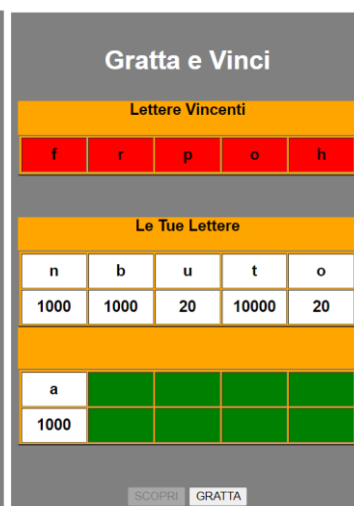 Gratta e Vinci
Lettere Vincenti
f r p o h
Le Tue Lettere
n b u t o
1000 1000 20 10000 20
a
1000
SCOPRI GRATTA